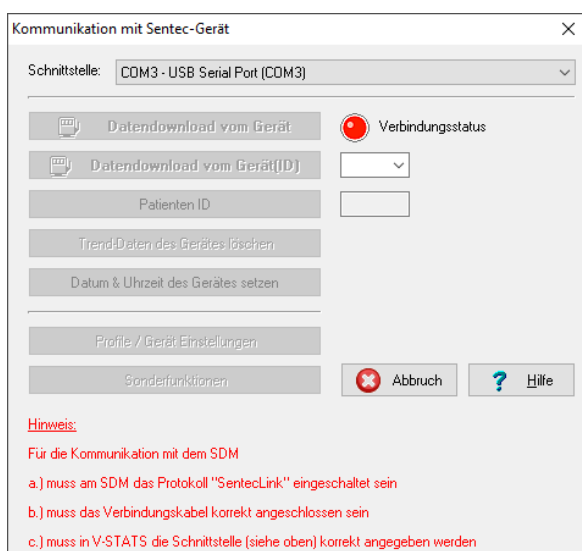 Kommunikation mit Sentec-Gerät
Schnittstelle: COM3 - USB Serial Port (COM3)
Datendownload vom Gerät Verbindungsstatus
Datendownload vom Gerät(ID)
Patienten ID
Trend-Daten des Gerätes löschen
Datum & Uhrzeit des Gerätes setzen
Profile / Gerät Einstellungen
Sonderfunktionen Abbruch Hilfe
Hinweis:
Für die Kommunikation mit dem SDM
a.) muss am SDM das Protokoll "SentecLink" eingeschaltet sein
b.) muss das Verbindungskabel korrekt angeschlossen sein
c.) muss in V-STATS die Schnittstelle (siehe oben) korrekt angegeben werden